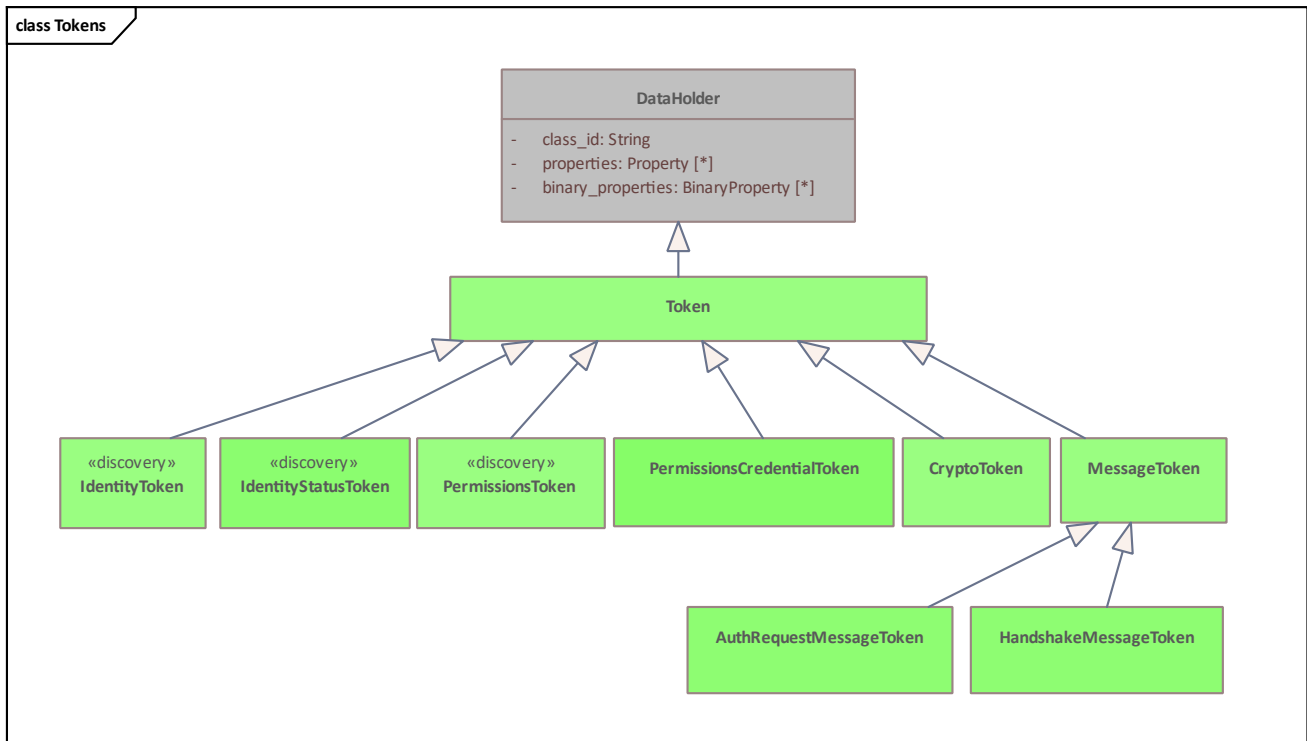 class Tokens
DataHolder
- class_id: String
- properties: Property [*]
- binary_properties: BinaryProperty [*]
Token
«discovery»
IdentityToken
«discovery»
IdentityStatusToken
«discovery»
PermissionsToken
PermissionsCredentialToken
CryptoToken
MessageToken
AuthRequestMessageToken
HandshakeMessageToken